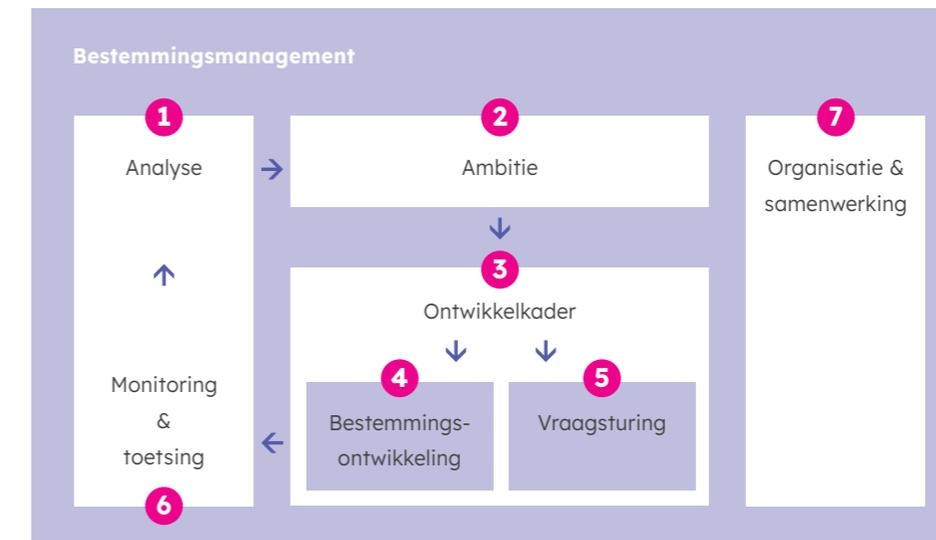 Bestemmingsmanagement
1
Analyse
2
Ambitie
7
Organisatie &
samenwerking
3
Ontwikkelkader
4
Bestemmings-
ontwikkeling
5
Vraagsturing
Monitoring
&
toetsing
6